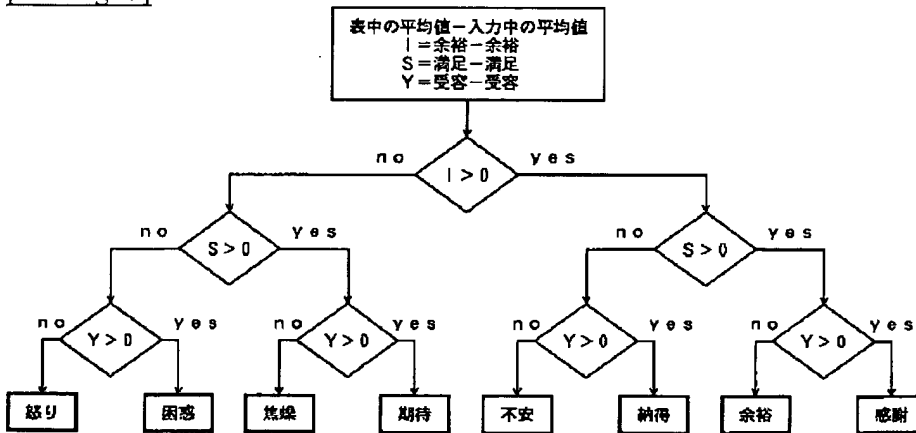 表中の平均値−入力中の平均値
I=余裕−余裕
S=満足−満足
Y=受容−受容
no
yes
I>0
no
yes
no
yes
S>0
S>0
no
yes
no
yes
no
yes
no
yes
Y>0
Y>0
Y>0
Y>0
怒り
困惑
焦燥
期待
不安
納得
余裕
感謝